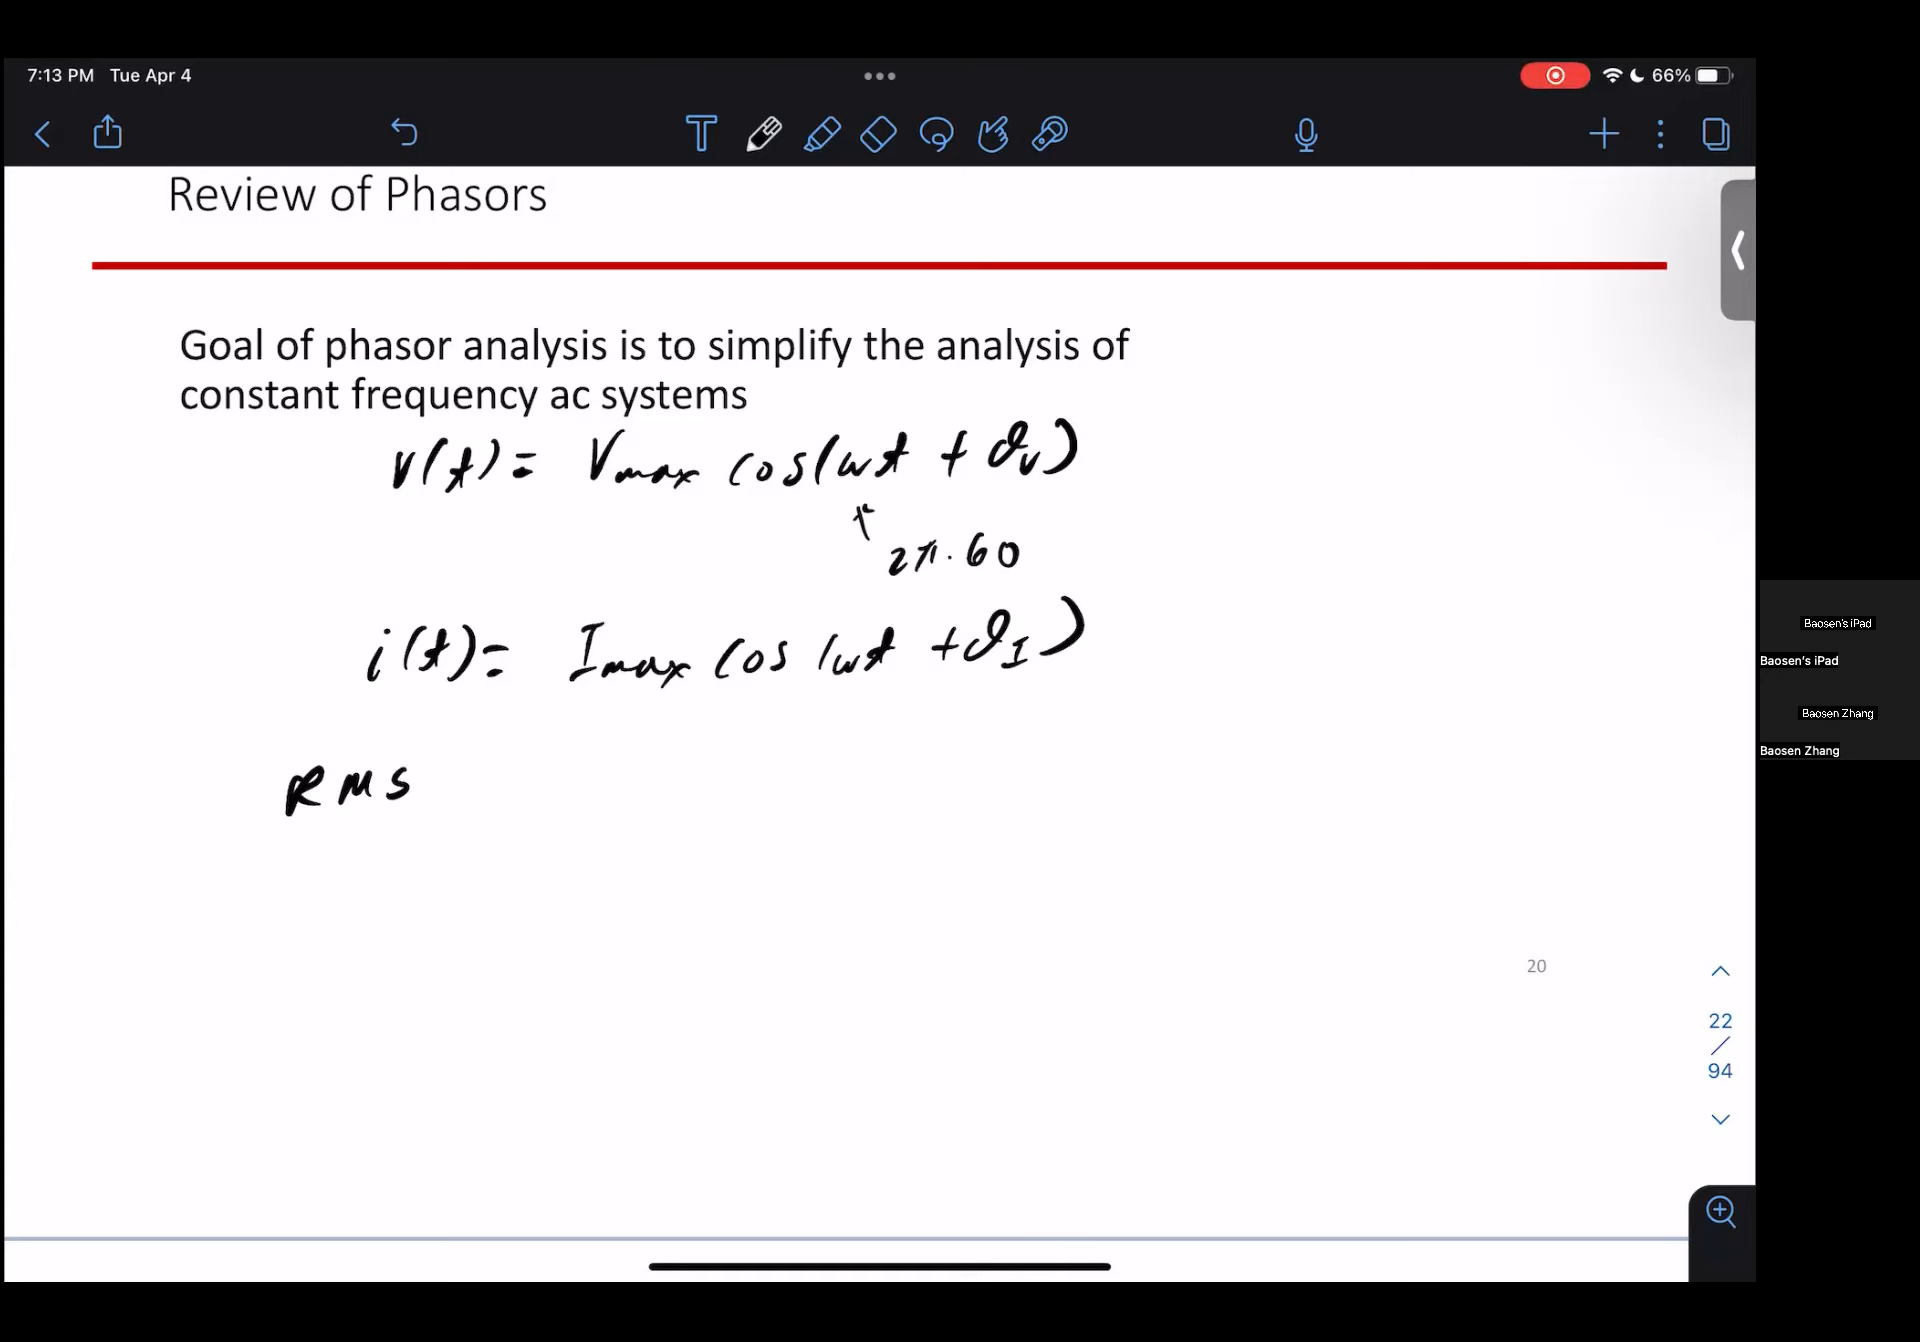 7:13 PM Tue Apr 4
66%
T
Review of Phasors
Goal of phasor analysis is to simplify the analysis of
constant frequency ac systems
v(t) = Vmax cos(ωt + θv)
2π·60
i(t) = Imax cos(ωt + θI)
RMS
20
22
/
94
Baosen's iPad
Baosen's iPad
Baosen Zhang
Baosen Zhang